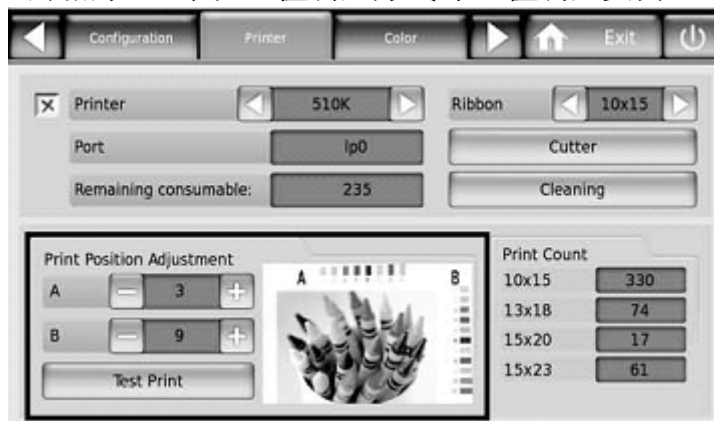 Configuration Printer Color Exit
Printer 510K Ribbon 10x15
Port lp0 Cutter
Remaining consumable: 235 Cleaning
Print Position Adjustment
A 3
B 9
Test Print
A B
Print Count
10x15 330
13x18 74
15x20 17
15x23 61